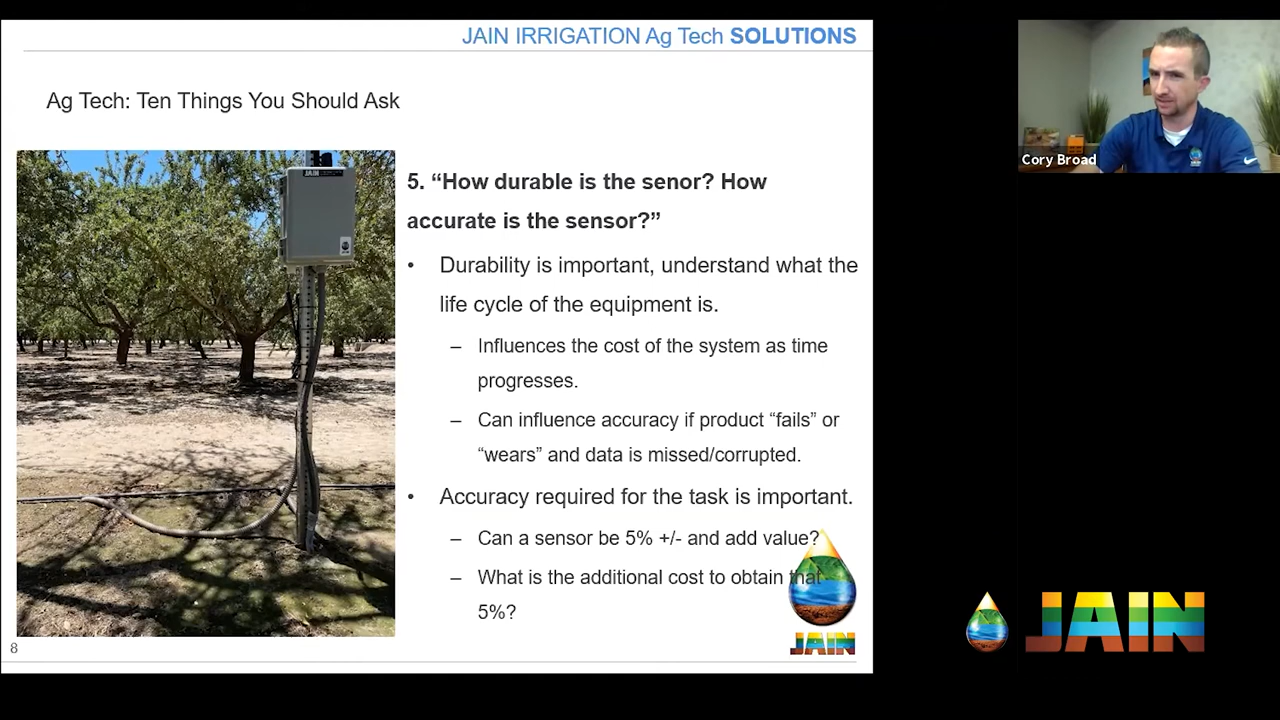 JAIN IRRIGATION Ag Tech SOLUTIONS
Ag Tech: Ten Things You Should Ask
JAIN
5. “How durable is the senor? How
accurate is the sensor?”
• Durability is important, understand what the
life cycle of the equipment is.
– Influences the cost of the system as time
progresses.
– Can influence accuracy if product “fails” or
“wears” and data is missed/corrupted.
• Accuracy required for the task is important.
– Can a sensor be 5% +/- and add value?
– What is the additional cost to obtain that
5%?
JAIN
8
Cory Broad
JAIN